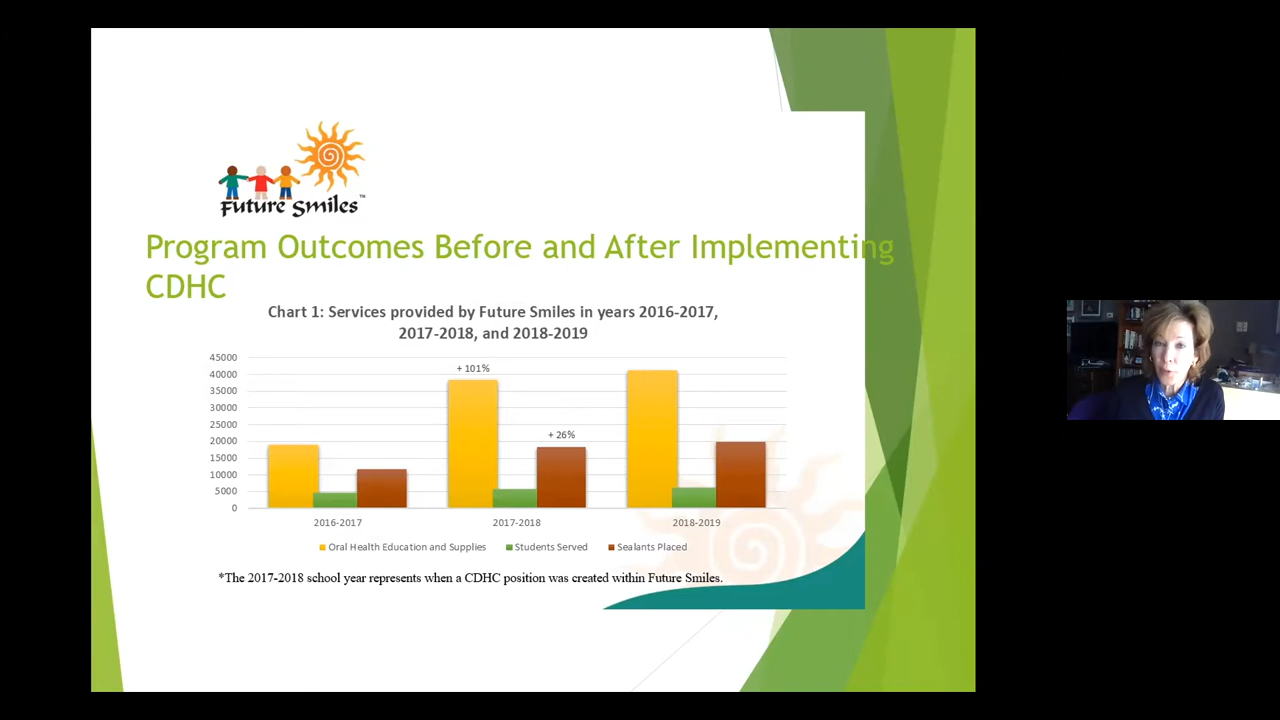 Future Smiles™
Program Outcomes Before and After Implementing
CDHC
Chart 1: Services provided by Future Smiles in years 2016-2017,
2017-2018, and 2018-2019
45000
40000
35000
30000
25000
20000
15000
10000
5000
0
+ 101%
+ 26%
2016-2017
2017-2018
2018-2019
Oral Health Education and Supplies
Students Served
Sealants Placed
*The 2017-2018 school year represents when a CDHC position was created within Future Smiles.